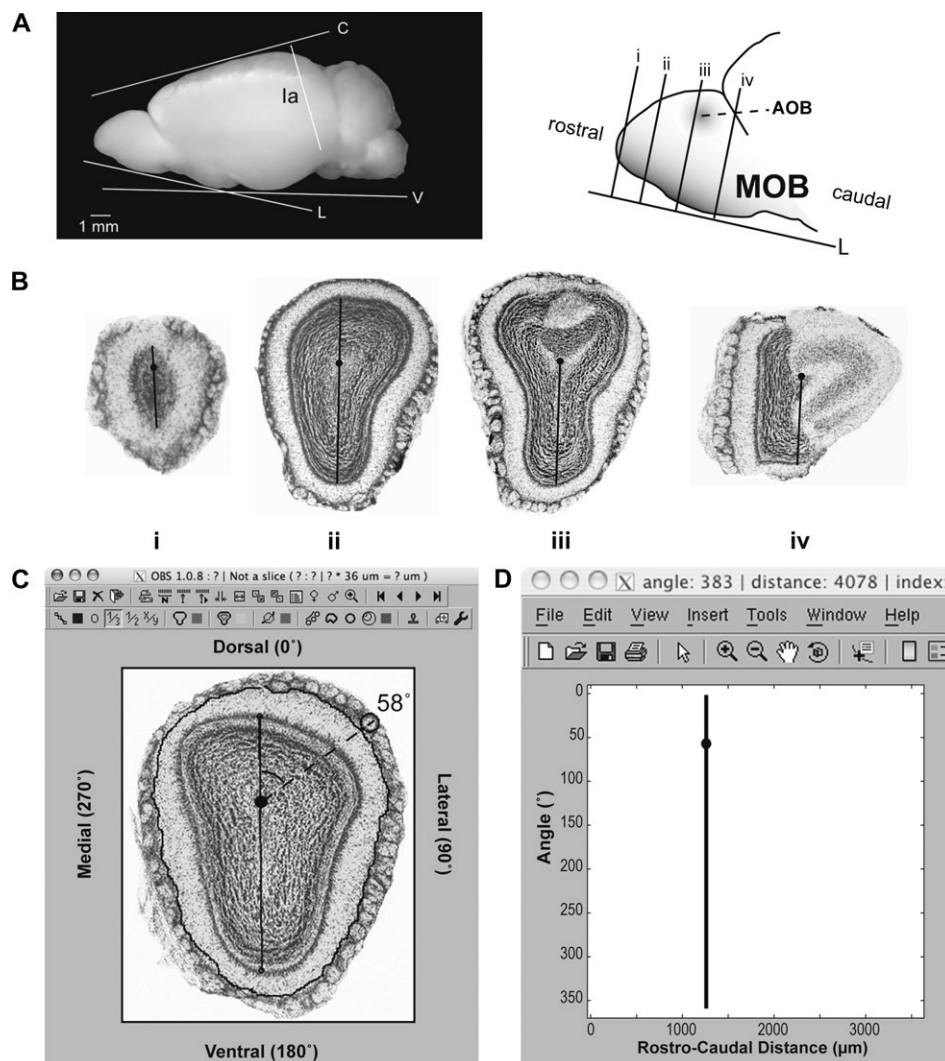 A
C
Ia
V
L
1 mm
i
ii
iii
iv
AOB
rostral
MOB
caudal
L
B
i
ii
iii
iv
C
OBS 1.0.8 : ? | Not a slice ( ? : ? | ? * 36 um = ? um )
Dorsal (0˚)
58˚
Medial (270˚)
Lateral (90˚)
Ventral (180˚)
D
angle: 383 | distance: 4078 | index:
File Edit View Insert Tools Window Help
0
50
100
150
200
250
300
350
Angle (˚)
0 1000 2000 3000
Rostro-Caudal Distance (µm)